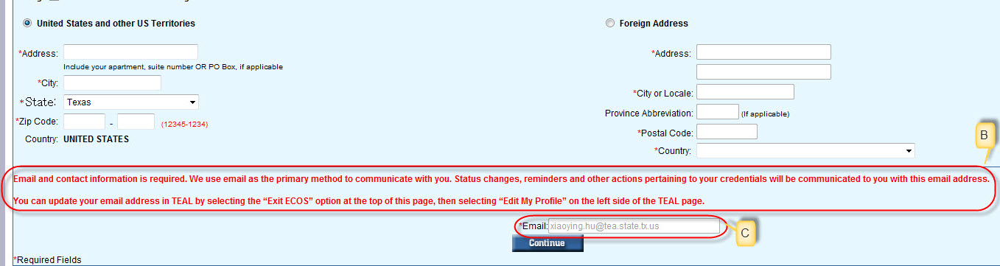 United States and other US Territories
Foreign Address
*Address:
Include your apartment, suite number OR PO Box, if applicable
*City:
*State: Texas
*Zip Code: - (12345-1234)
Country: UNITED STATES
*Address:
*City or Locale:
Province Abbreviation: (If applicable)
*Postal Code:
*Country:
B
Email and contact information is required. We use email as the primary method to communicate with you. Status changes, reminders and other actions pertaining to your credentials will be communicated to you with this email address.
You can update your email address in TEAL by selecting the “Exit ECOS” option at the top of this page, then selecting “Edit My Profile” on the left side of the TEAL page.
*Email: xiaoying.hu@tea.state.tx.us
C
Continue
*Required Fields